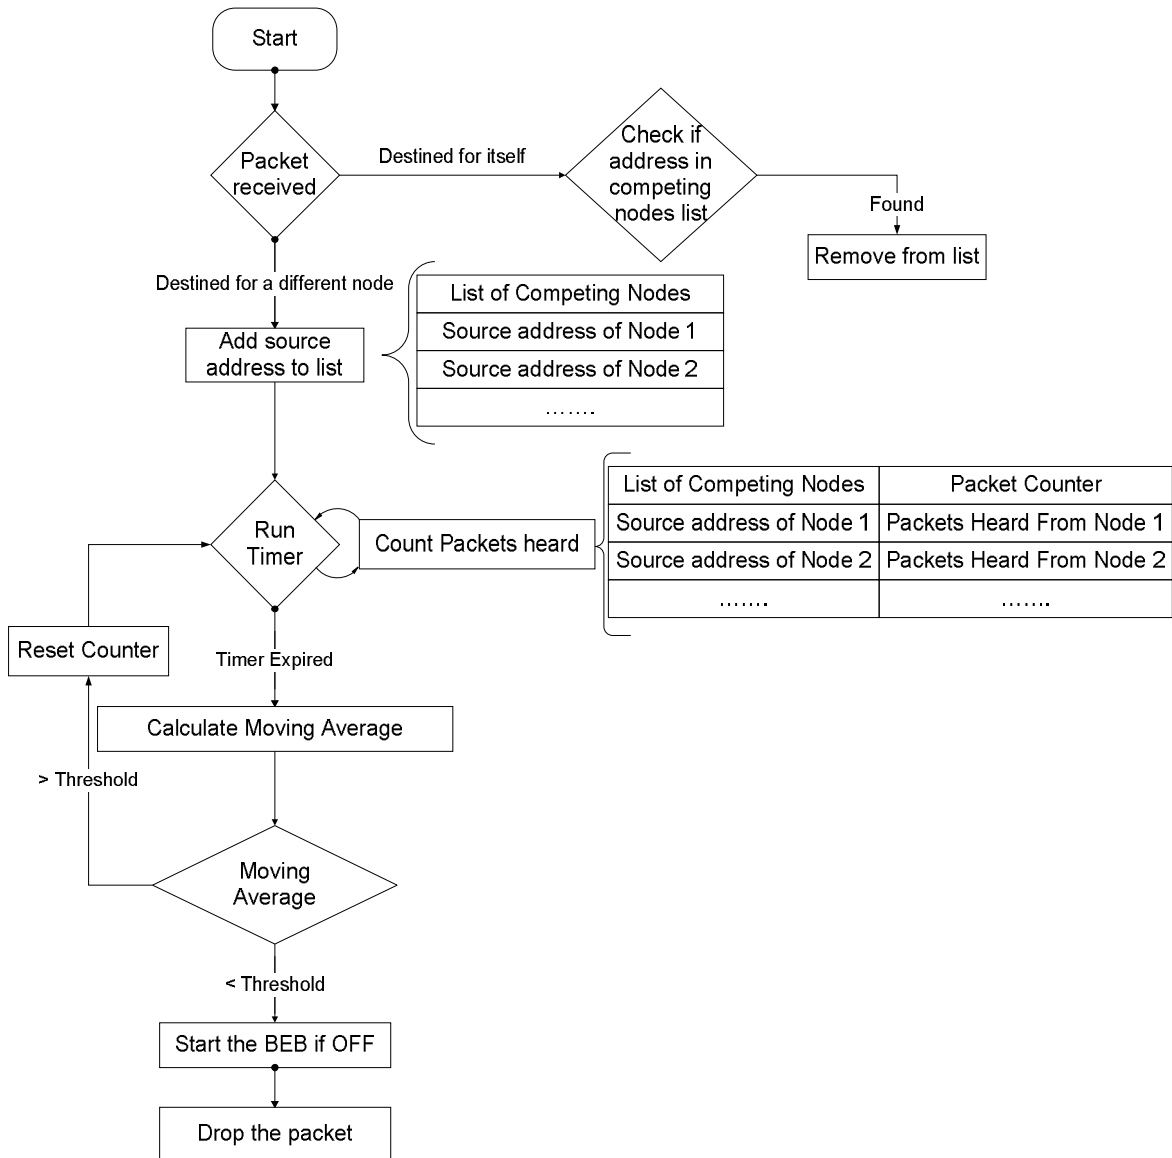 Start
Packet
received
Destined for itself
Check if
address in
competing
nodes list
Found
Remove from list
Destined for a different node
Add source
address to list
List of Competing Nodes
Source address of Node 1
Source address of Node 2
.......
Run
Timer
Count Packets heard
List of Competing Nodes Packet Counter
Source address of Node 1 Packets Heard From Node 1
Source address of Node 2 Packets Heard From Node 2
....... .......
Reset Counter
Timer Expired
Calculate Moving Average
> Threshold
Moving
Average
< Threshold
Start the BEB if OFF
Drop the packet